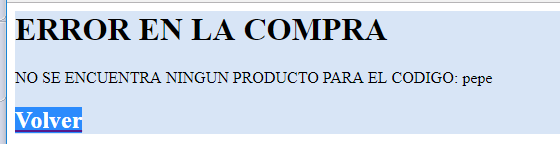 ERROR EN LA COMPRA
NO SE ENCUENTRA NINGUN PRODUCTO PARA EL CODIGO: pepe
Volver